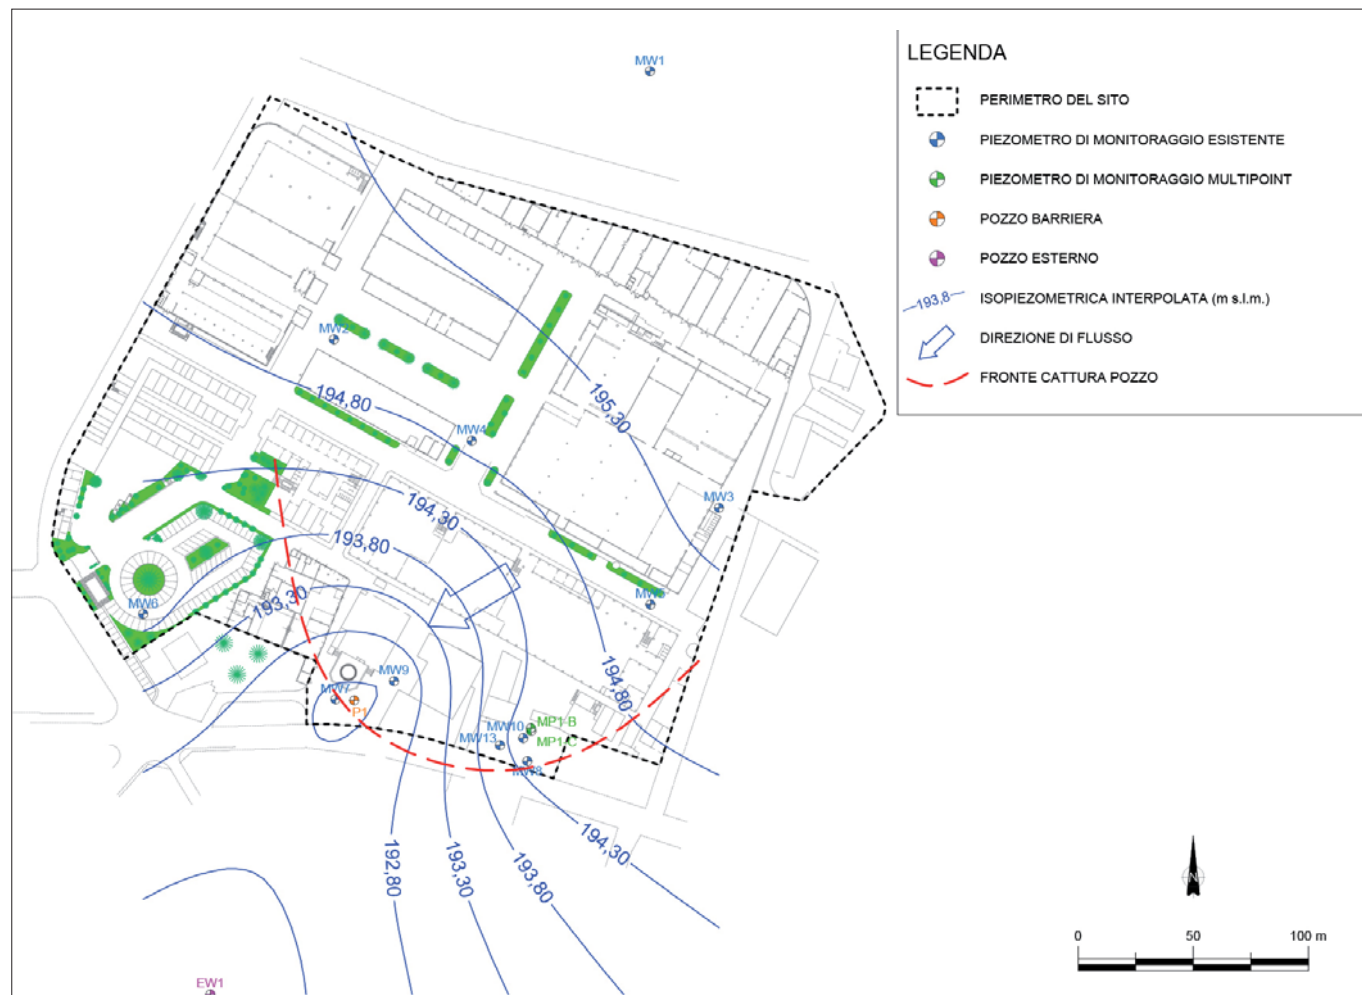 MW1
LEGENDA
PERIMETRO DEL SITO
PIEZOMETRO DI MONITORAGGIO ESISTENTE
PIEZOMETRO DI MONITORAGGIO MULTIPOINT
POZZO BARRIERA
POZZO ESTERNO
193,8
ISOPIEZOMETRICA INTERPOLATA (m s.l.m.)
DIREZIONE DI FLUSSO
FRONTE CATTURA POZZO
MW2
194,80
195,30
MW4
MW3
194,30
193,80
193,30
MW6
MW9
MW7
P1
194,80
MW10
MP1 B
MW13
MP1 C
MW8
194,30
192,80
193,30
193,80
N
0
50
100 m
EW1